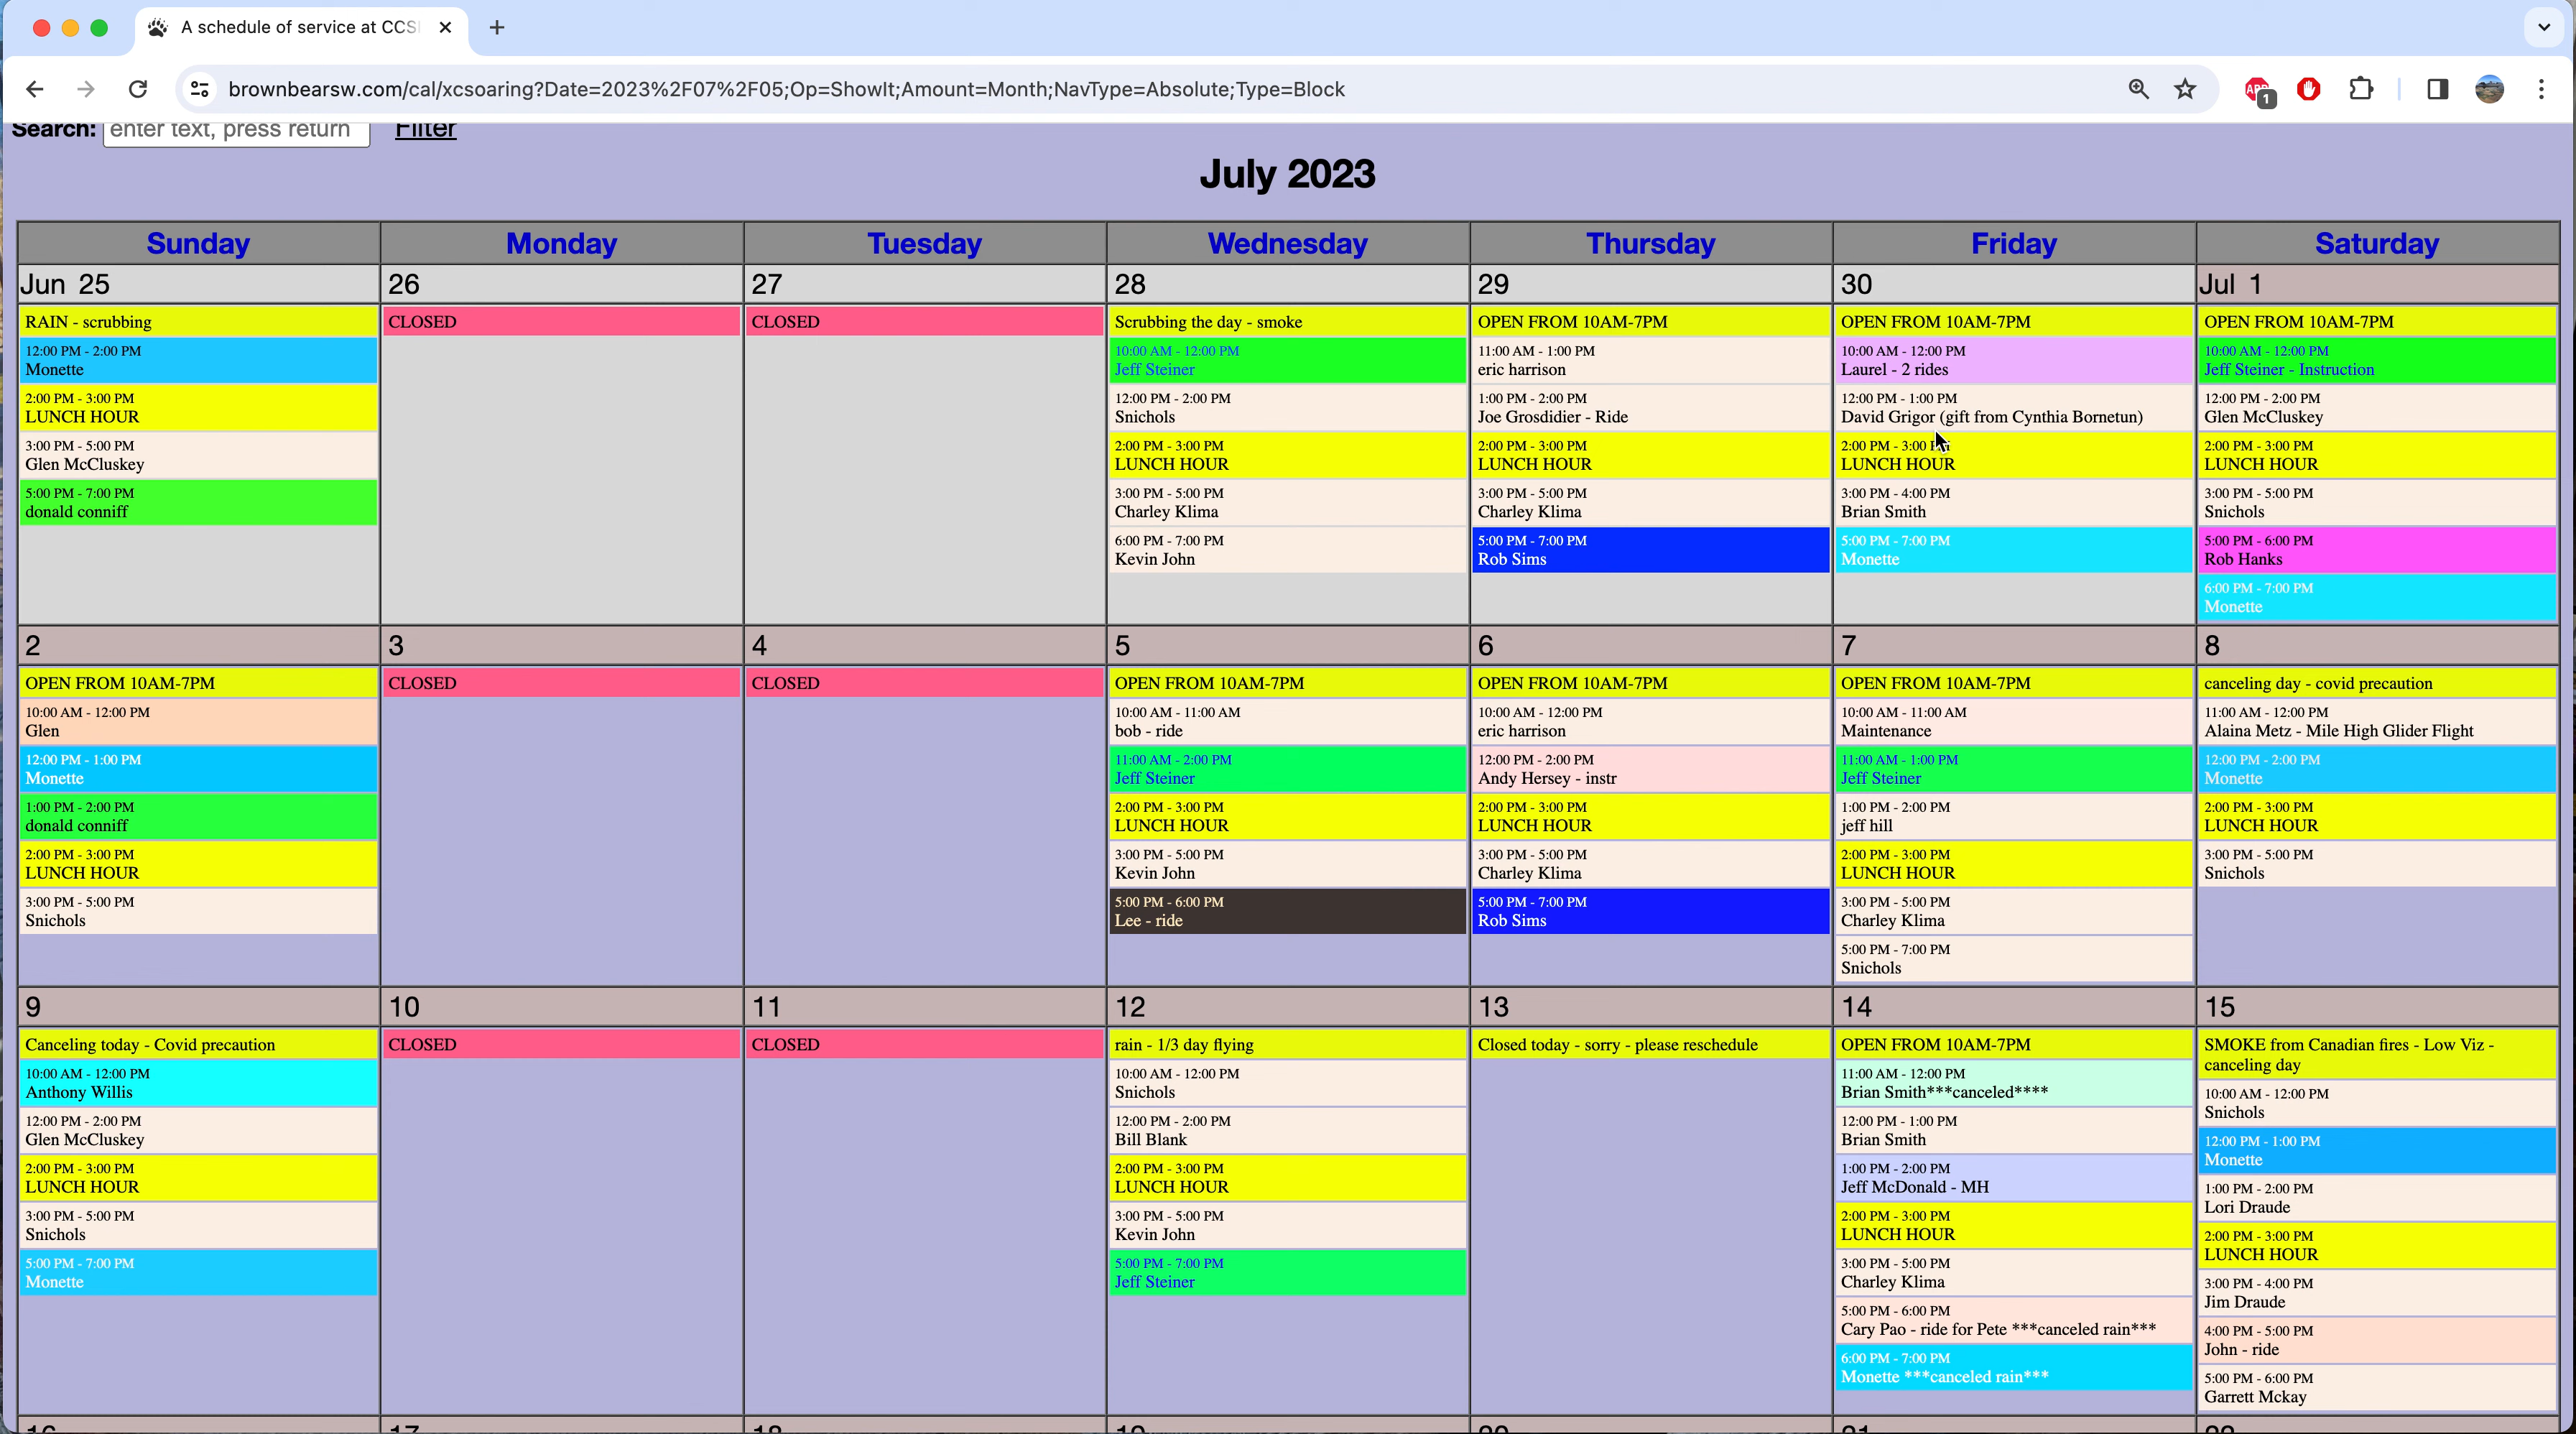 A schedule of service at CCS
brownbearsw.com/cal/xcsoaring?Date=2023%2F07%2F05;Op=ShowIt;Amount=Month;NavType=Absolute;Type=Block
ABP
1
Search: enter text, press return Filter
July 2023
Sunday Monday Tuesday Wednesday Thursday Friday Saturday
Jun 25
RAIN - scrubbing
12:00 PM - 2:00 PM
Monette
2:00 PM - 3:00 PM
LUNCH HOUR
3:00 PM - 5:00 PM
Glen McCluskey
5:00 PM - 7:00 PM
donald conniff
26
CLOSED
27
CLOSED
28
Scrubbing the day - smoke
10:00 AM - 12:00 PM
Jeff Steiner
12:00 PM - 2:00 PM
Snichols
2:00 PM - 3:00 PM
LUNCH HOUR
3:00 PM - 5:00 PM
Charley Klima
6:00 PM - 7:00 PM
Kevin John
29
OPEN FROM 10AM-7PM
11:00 AM - 1:00 PM
eric harrison
1:00 PM - 2:00 PM
Joe Grosdidier - Ride
2:00 PM - 3:00 PM
LUNCH HOUR
3:00 PM - 5:00 PM
Charley Klima
5:00 PM - 7:00 PM
Rob Sims
30
OPEN FROM 10AM-7PM
10:00 AM - 12:00 PM
Laurel - 2 rides
12:00 PM - 1:00 PM
David Grigor (gift from Cynthia Bornetun)
2:00 PM - 3:00 PM
LUNCH HOUR
3:00 PM - 4:00 PM
Brian Smith
5:00 PM - 7:00 PM
Monette
Jul 1
OPEN FROM 10AM-7PM
10:00 AM - 12:00 PM
Jeff Steiner - Instruction
12:00 PM - 2:00 PM
Glen McCluskey
2:00 PM - 3:00 PM
LUNCH HOUR
3:00 PM - 5:00 PM
Snichols
5:00 PM - 6:00 PM
Rob Hanks
6:00 PM - 7:00 PM
Monette
2
OPEN FROM 10AM-7PM
10:00 AM - 12:00 PM
Glen
12:00 PM - 1:00 PM
Monette
1:00 PM - 2:00 PM
donald conniff
2:00 PM - 3:00 PM
LUNCH HOUR
3:00 PM - 5:00 PM
Snichols
3
CLOSED
4
CLOSED
5
OPEN FROM 10AM-7PM
10:00 AM - 11:00 AM
bob - ride
11:00 AM - 2:00 PM
Jeff Steiner
2:00 PM - 3:00 PM
LUNCH HOUR
3:00 PM - 5:00 PM
Kevin John
5:00 PM - 6:00 PM
Lee - ride
6
OPEN FROM 10AM-7PM
10:00 AM - 12:00 PM
eric harrison
12:00 PM - 2:00 PM
Andy Hersey - instr
2:00 PM - 3:00 PM
LUNCH HOUR
3:00 PM - 5:00 PM
Charley Klima
5:00 PM - 7:00 PM
Rob Sims
7
OPEN FROM 10AM-7PM
10:00 AM - 11:00 AM
Maintenance
11:00 AM - 1:00 PM
Jeff Steiner
1:00 PM - 2:00 PM
jeff hill
2:00 PM - 3:00 PM
LUNCH HOUR
3:00 PM - 5:00 PM
Charley Klima
5:00 PM - 7:00 PM
Snichols
8
canceling day - covid precaution
11:00 AM - 12:00 PM
Alaina Metz - Mile High Glider Flight
12:00 PM - 2:00 PM
Monette
2:00 PM - 3:00 PM
LUNCH HOUR
3:00 PM - 5:00 PM
Snichols
9
Canceling today - Covid precaution
10:00 AM - 12:00 PM
Anthony Willis
12:00 PM - 2:00 PM
Glen McCluskey
2:00 PM - 3:00 PM
LUNCH HOUR
3:00 PM - 5:00 PM
Snichols
5:00 PM - 7:00 PM
Monette
10
CLOSED
11
CLOSED
12
rain - 1/3 day flying
10:00 AM - 12:00 PM
Snichols
12:00 PM - 2:00 PM
Bill Blank
2:00 PM - 3:00 PM
LUNCH HOUR
3:00 PM - 5:00 PM
Kevin John
5:00 PM - 7:00 PM
Jeff Steiner
13
Closed today - sorry - please reschedule
14
OPEN FROM 10AM-7PM
11:00 AM - 12:00 PM
Brian Smith***canceled****
12:00 PM - 1:00 PM
Brian Smith
1:00 PM - 2:00 PM
Jeff McDonald - MH
2:00 PM - 3:00 PM
LUNCH HOUR
3:00 PM - 5:00 PM
Charley Klima
5:00 PM - 6:00 PM
Cary Pao - ride for Pete ***canceled rain***
6:00 PM - 7:00 PM
Monette ***canceled rain***
15
SMOKE from Canadian fires - Low Viz -
canceling day
10:00 AM - 12:00 PM
Snichols
12:00 PM - 1:00 PM
Monette
1:00 PM - 2:00 PM
Lori Draude
2:00 PM - 3:00 PM
LUNCH HOUR
3:00 PM - 4:00 PM
Jim Draude
4:00 PM - 5:00 PM
John - ride
5:00 PM - 6:00 PM
Garrett Mckay
16 17 18 19 20 21 22